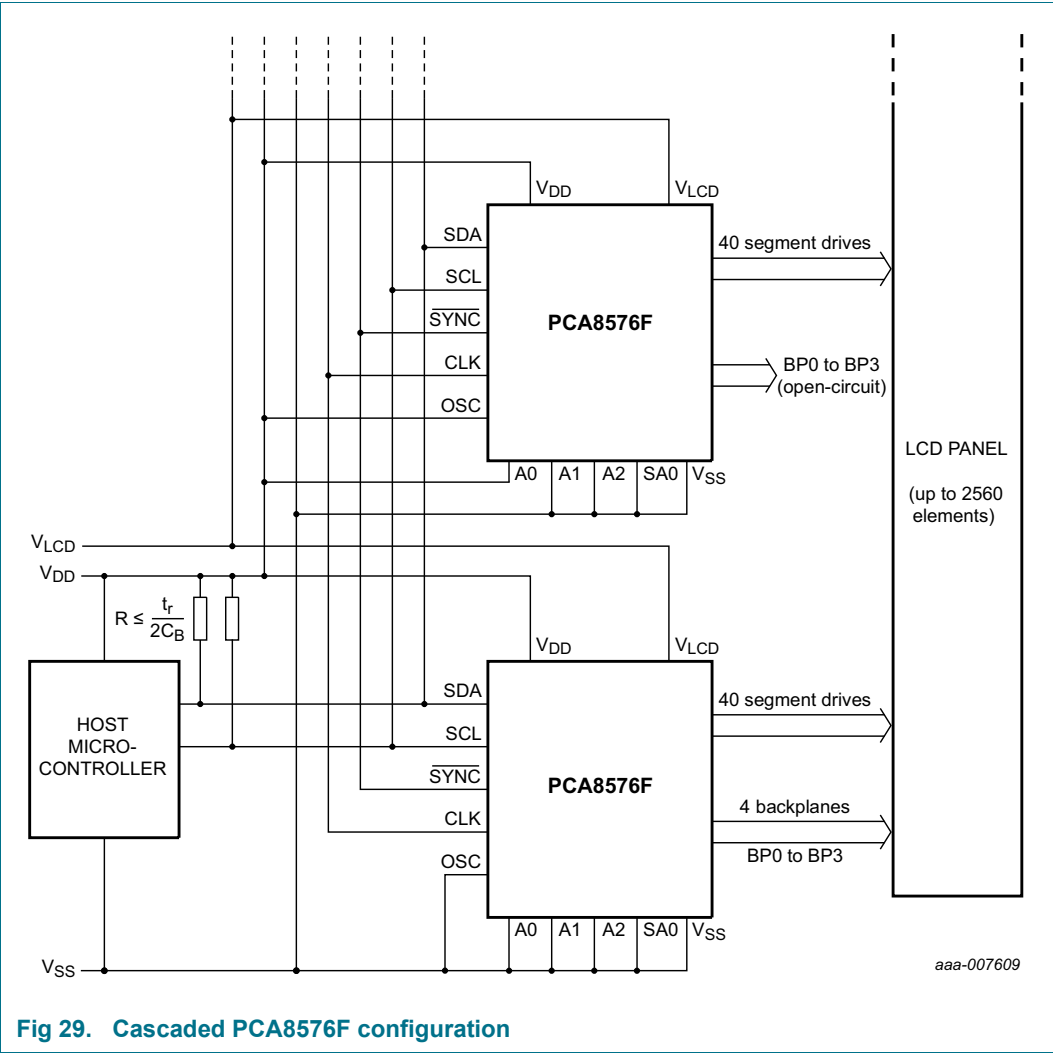 VDD
VLCD
SDA
SCL
SYNC
CLK
OSC
PCA8576F
40 segment drives
BP0 to BP3
(open-circuit)
A0 A1 A2 SA0 VSS
LCD PANEL
(up to 2560
elements)
VLCD
VDD
R ≤ tr
2CB
HOST
MICRO-
CONTROLLER
VDD
VLCD
SDA
SCL
SYNC
CLK
OSC
PCA8576F
40 segment drives
4 backplanes
BP0 to BP3
A0 A1 A2 SA0 VSS
VSS
aaa-007609
Fig 29. Cascaded PCA8576F configuration